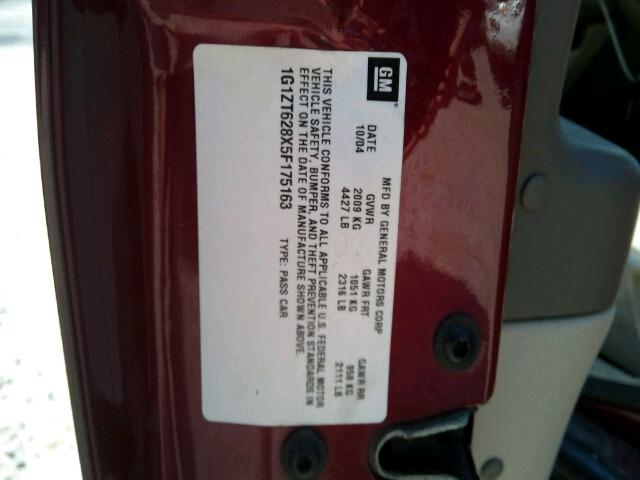 GM
MFD BY GENERAL MOTORS CORP
DATE GVWR GAWR FRT GAWR RR
10/04 2009 KG 1051 KG 958 KG
4427 LB 2316 LB 2111 LB
THIS VEHICLE CONFORMS TO ALL APPLICABLE U.S. FEDERAL MOTOR
VEHICLE SAFETY, BUMPER, AND THEFT PREVENTION STANDARDS IN
EFFECT ON THE DATE OF MANUFACTURE SHOWN ABOVE.
1G1ZT628X5F175163 TYPE: PASS CAR